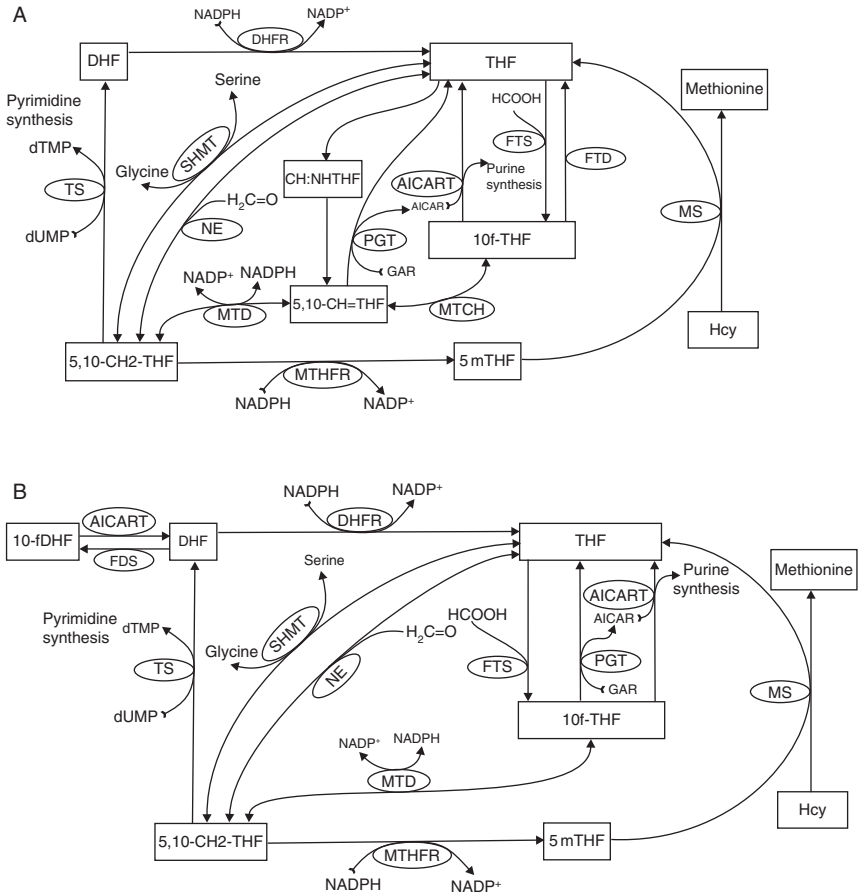 A
NADPH
NADP+
DHFR
DHF
THF
Serine
Methionine
Pyrimidine
synthesis
HCOOH
SHMT
FTS
dTMP
CH:NHTHF
AICART
Purine
synthesis
FTD
Glycine
TS
H2C=O
AICAR
MS
NE
PGT
10f-THF
dUMP
GAR
NADP+
NADPH
5,10-CH=THF
MTD
MTCH
Hcy
5,10-CH2-THF
5mTHF
MTHFR
NADPH
NADP+
B
NADPH
NADP+
10-fDHF
AICART
DHFR
DHF
THF
FDS
Serine
Methionine
Purine
synthesis
AICART
Pyrimidine
synthesis
dTMP
SHMT
HCOOH
AICAR
H2C=O
Glycine
TS
NE
FTS
PGT
GAR
MS
dUMP
10f-THF
NADP+
NADPH
MTD
Hcy
5,10-CH2-THF
5mTHF
MTHFR
NADPH
NADP+